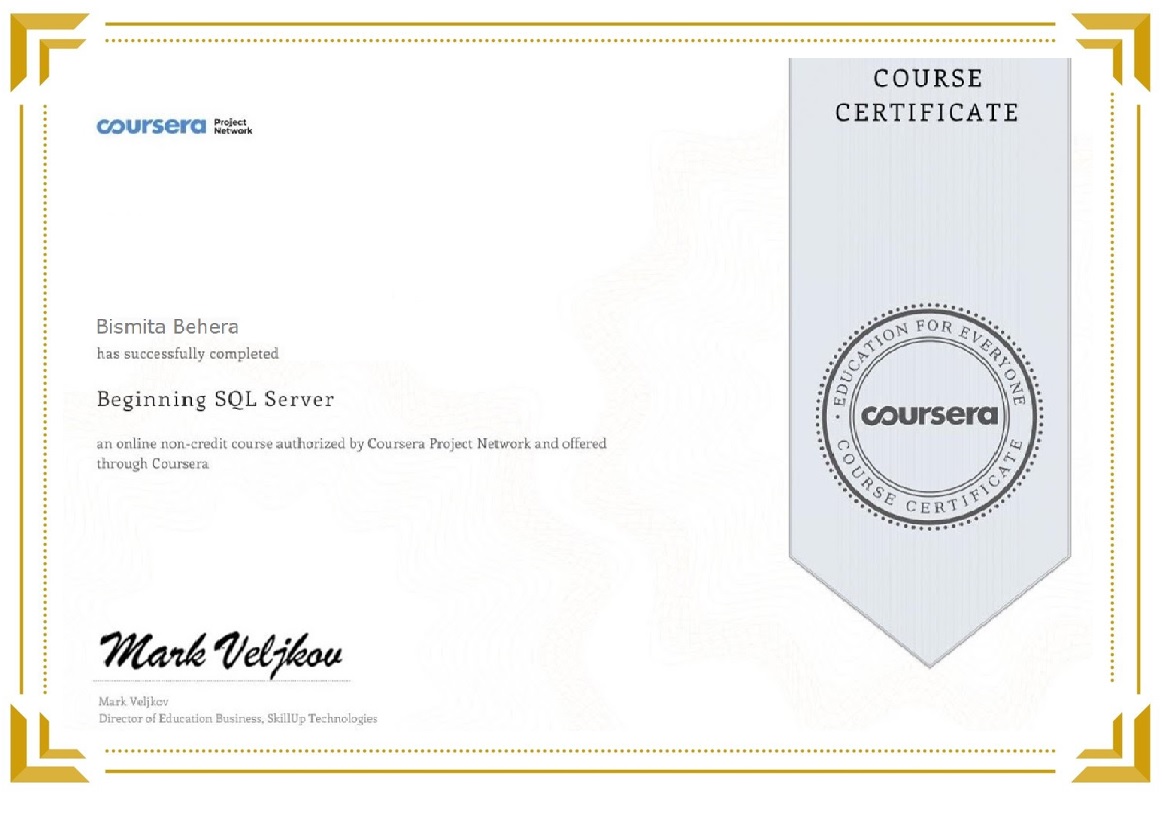 COURSE
CERTIFICATE
coursera Project
Network
Bismita Behera
has successfully completed
Beginning SQL Server
an online non-credit course authorized by Coursera Project Network and offered
through Coursera
EDUCATION FOR EVERYONE
coursera
COURSE CERTIFICATE
Mark Veljkov
Mark Veljkov
Director of Education Business, SkillUp Technologies